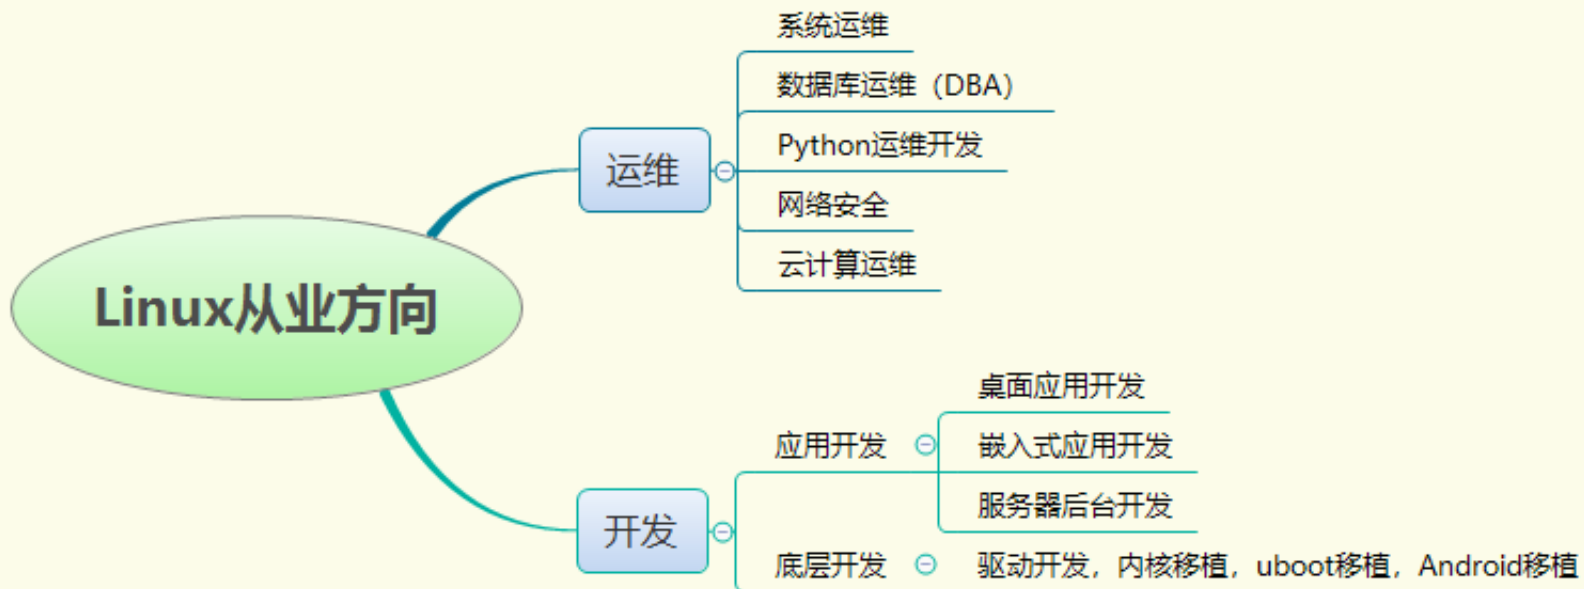 Linux从业方向
运维
系统运维
数据库运维（DBA）
Python运维开发
网络安全
云计算运维
开发
应用开发
桌面应用开发
嵌入式应用开发
服务器后台开发
底层开发
驱动开发，内核移植，uboot移植，Android移植